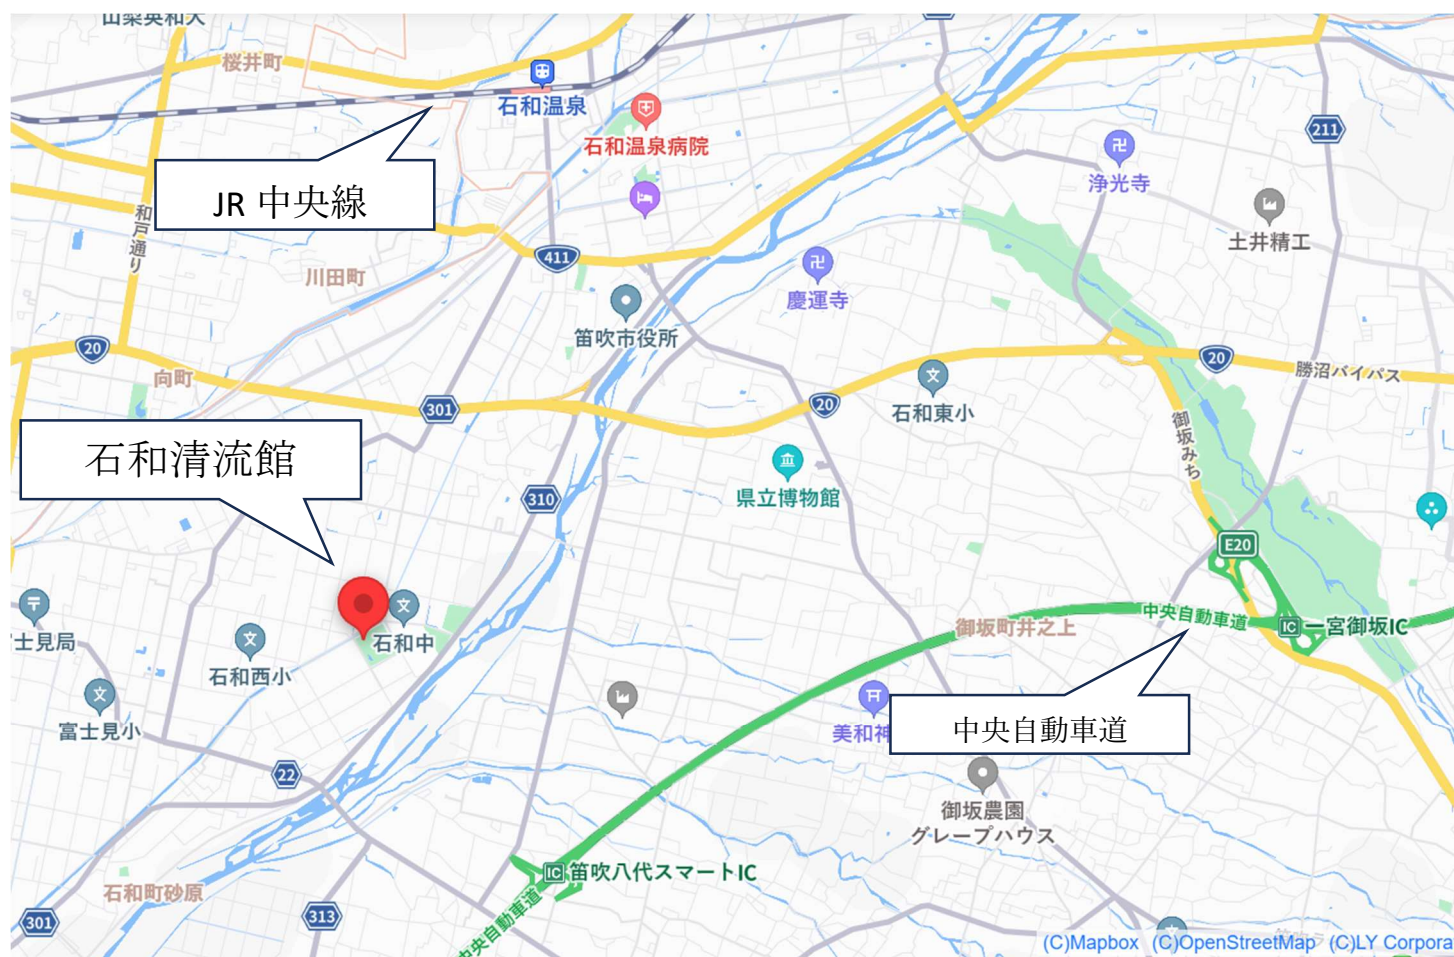 山梨英和大
桜井町
石和温泉
石和温泉病院
JR 中央線
和戸通り
川田町
411
211
浄光寺
土井精工
慶運寺
笛吹市役所
20
向町
301
20
石和東小
20
勝沼バイパス
御坂みち
石和清流館
310
県立博物館
E20
石和中
石和西小
士見局
富士見小
御坂町井之上
中央自動車道
IC
一宮御坂IC
美和神
中央自動車道
22
御坂農園
グレープハウス
IC
笛吹八代スマートIC
中央自動車道
石和町砂原
301
313
(C)Mapbox (C)OpenStreetMap (C)LY Corpora